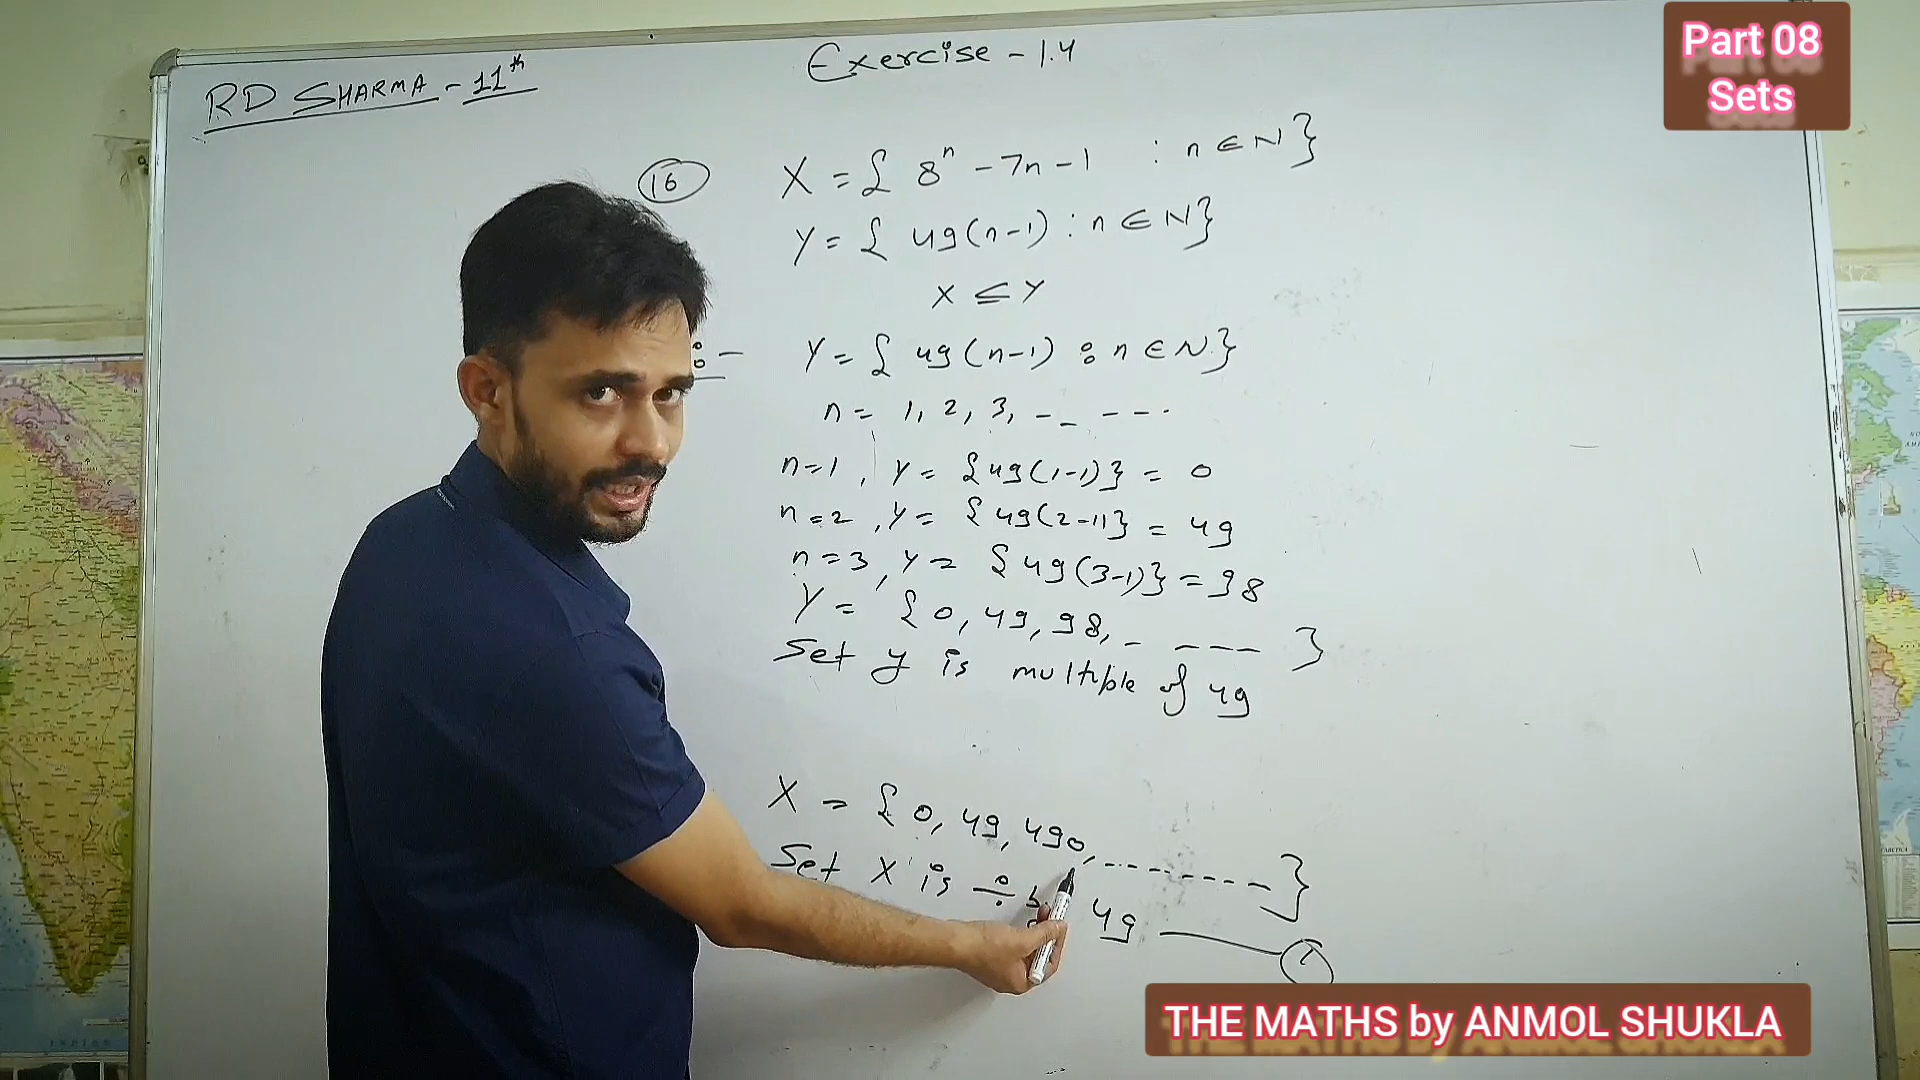 Part 08
Sets
RD SHARMA - 11th
Exercise - 1.4
16 X = { 8ⁿ - 7n - 1 : n ∈ N }
Y = { 49(n-1) : n ∈ N }
X ⊆ Y
:- Y = { 49(n-1) : n ∈ N }
n = 1, 2, 3, - - - - -
n=1, Y = {49(1-1)} = 0
n=2, Y = {49(2-1)} = 49
n=3, Y = {49(3-1)} = 98
Y = {0, 49, 98, - - - - }
Set y is multiple of 49
X = {0, 49, 490, - - - - - - - - }
Set X is ÷ 49
THE MATHS by ANMOL SHUKLA